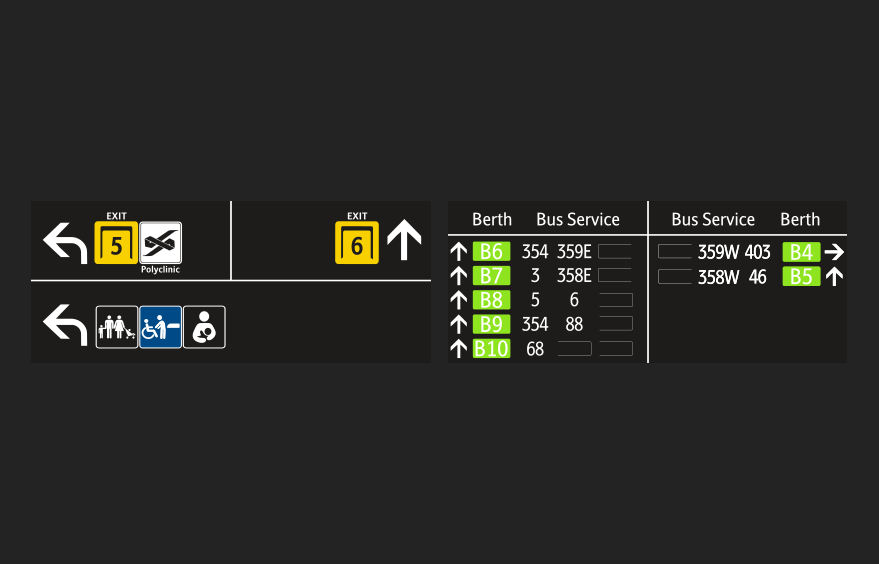 EXIT
5
Polyclinic
EXIT
6
Berth Bus Service
B6 354 359E
B7 3 358E
B8 5 6
B9 354 88
B10 68
Bus Service Berth
359W 403 B4
358W 46 B5